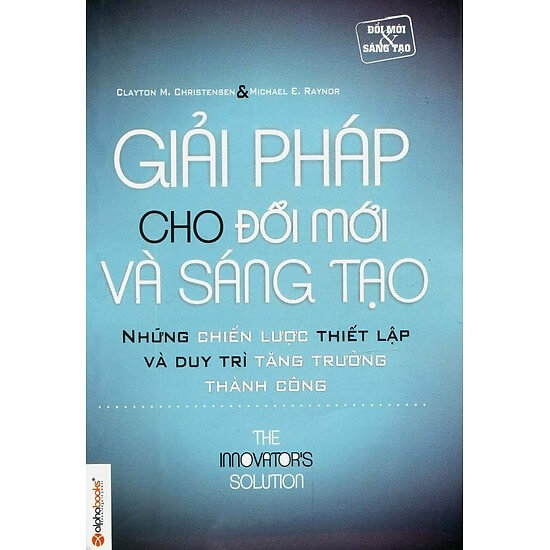 ĐỔI MỚI
&
SÁNG TẠO
CLAYTON M. CHRISTENSEN & MICHAEL E. RAYNOR
GIẢI PHÁP
CHO ĐỔI MỚI
VÀ SÁNG TẠO
NHỮNG CHIẾN LƯỢC THIẾT LẬP
VÀ DUY TRÌ TĂNG TRƯỞNG
THÀNH CÔNG
THE
INNOVATOR'S
SOLUTION
alphabooks